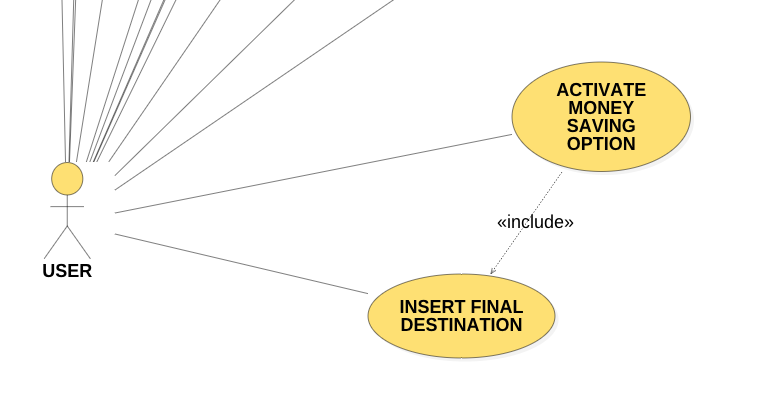 ACTIVATE
MONEY
SAVING
OPTION
«include»
USER
INSERT FINAL
DESTINATION